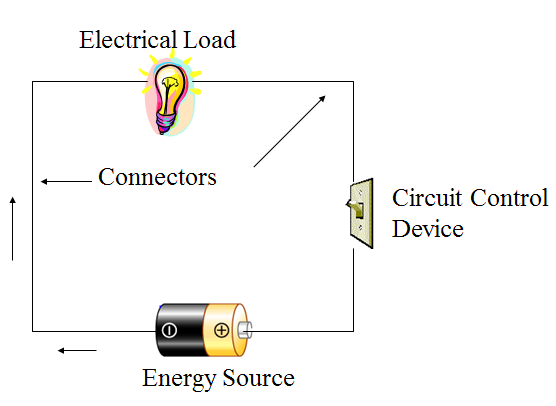 Electrical Load
Connectors
Circuit Control
Device
Energy Source